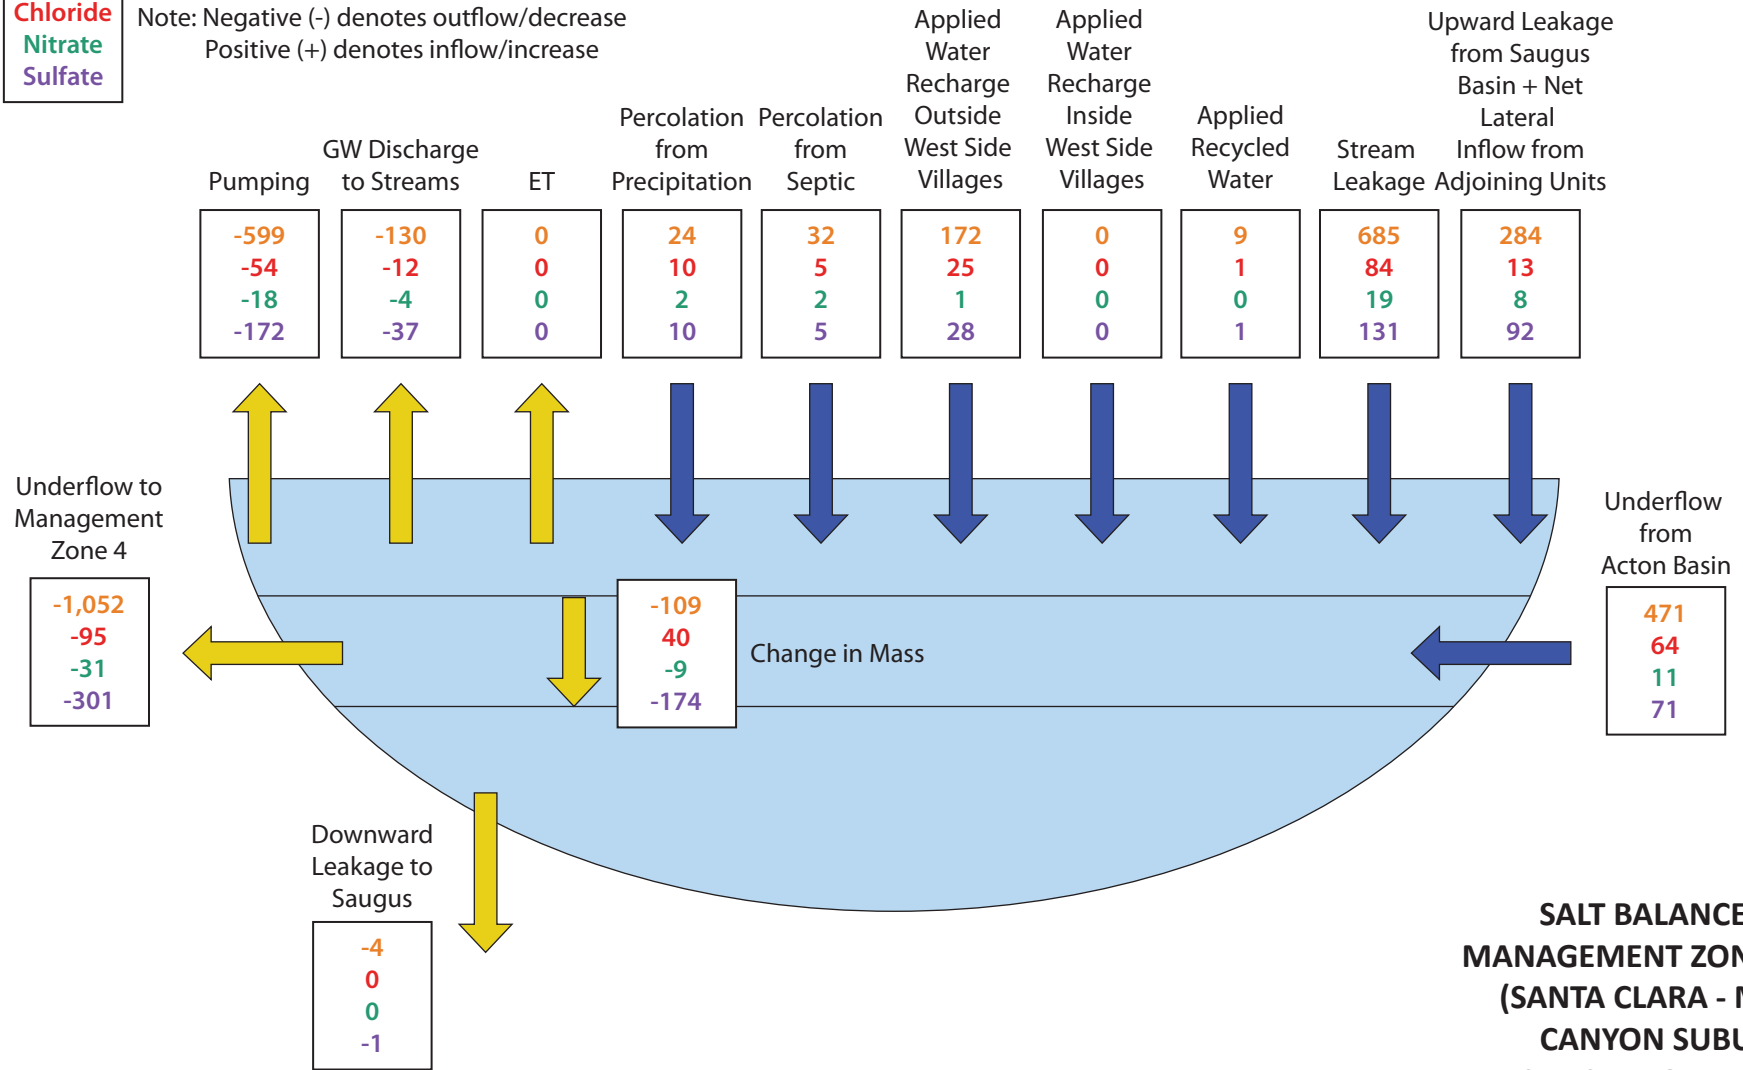 Chloride
Nitrate
Sulfate
Note: Negative (-) denotes outflow/decrease
Positive (+) denotes inflow/increase
Pumping
GW Discharge
to Streams
ET
Percolation
from
Precipitation
Percolation
from
Septic
Applied
Water
Recharge
Outside
West Side
Villages
Applied
Water
Recharge
Inside
West Side
Villages
Applied
Recycled
Water
Stream
Leakage
Upward Leakage
from Saugus
Basin + Net
Lateral
Inflow from
Adjoining Units
-599
-54
-18
-172
-130
-12
-4
-37
0
0
0
0
24
10
2
10
32
5
2
5
172
25
1
28
0
0
0
0
9
1
0
1
685
84
19
131
284
13
8
92
Underflow to
Management
Zone 4
-1,052
-95
-31
-301
-109
40
-9
-174
Change in Mass
Underflow
from
Acton Basin
471
64
11
71
Downward
Leakage to
Saugus
-4
0
0
-1
SALT BALANCE
MANAGEMENT ZON
(SANTA CLARA - 
CANYON SUBU